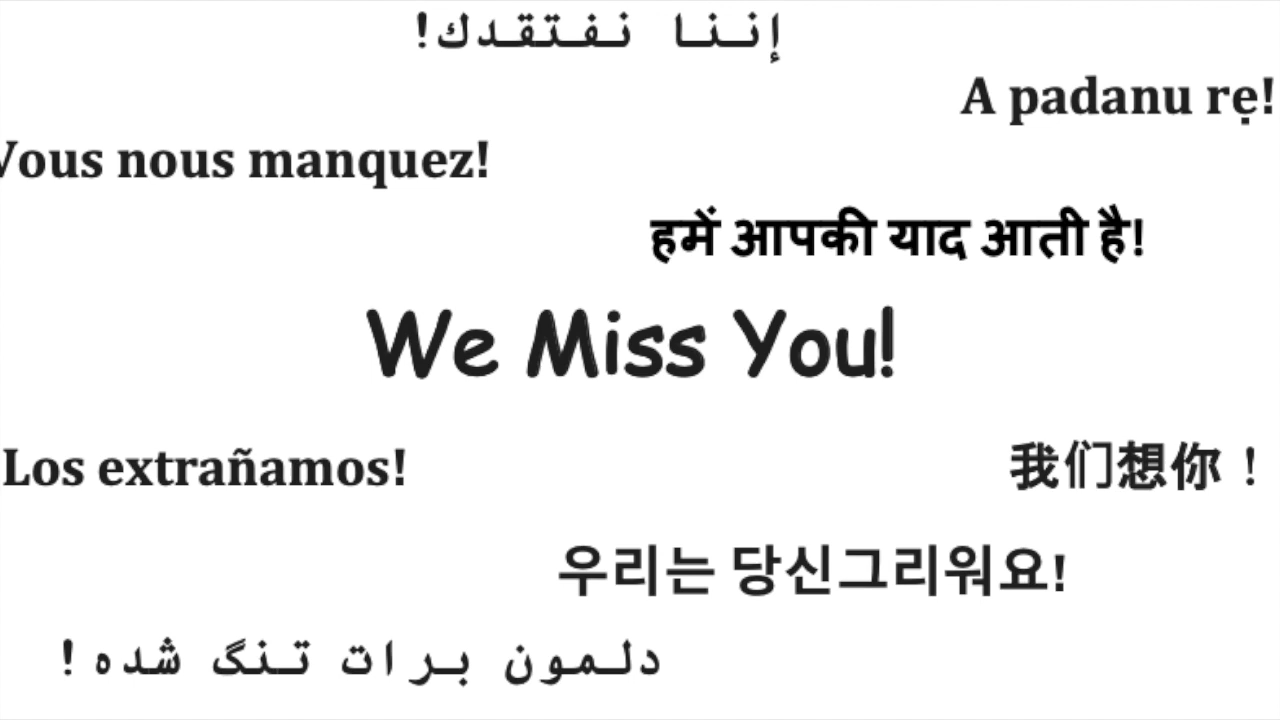 إننا نفتقدك!
A padanu rẹ!
Vous nous manquez!
हमें आपकी याद आती है!
We Miss You!
Los extrañamos!
我们想你！
우리는 당신그리워요!
دلمون برات تنگ شده!